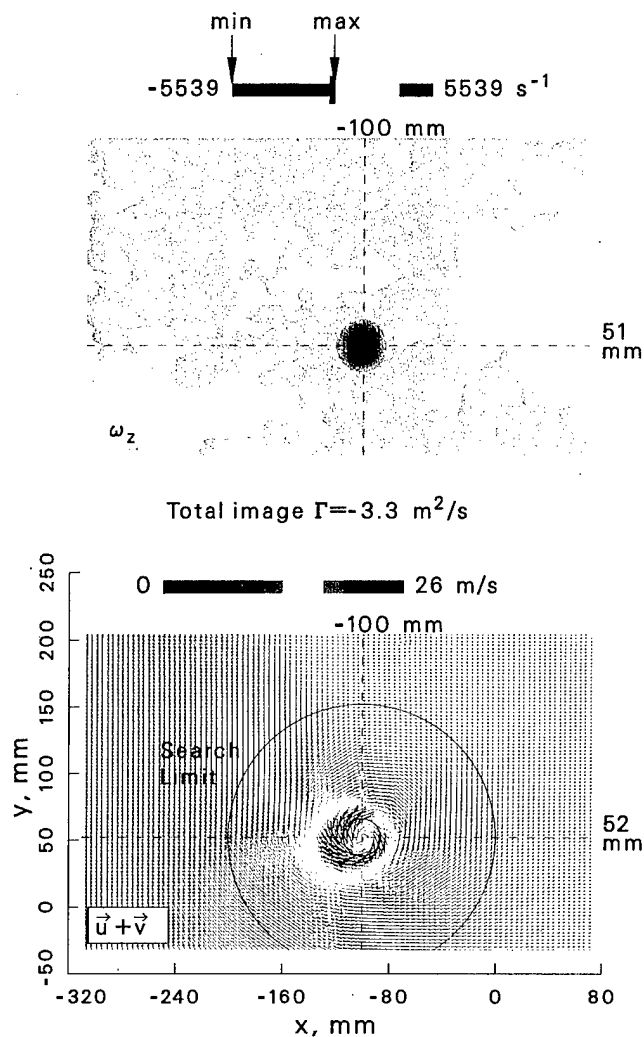 min max
-5539 5539 s⁻¹
-100 mm
51
mm
ω_z
Total image Γ=-3.3 m²/s
0 26 m/s
-100 mm
250
200
150
100
50
0
-50
y, mm
Search
Limit
52
mm
u⃗+v⃗
-320 -240 -160 -80 0 80
x, mm